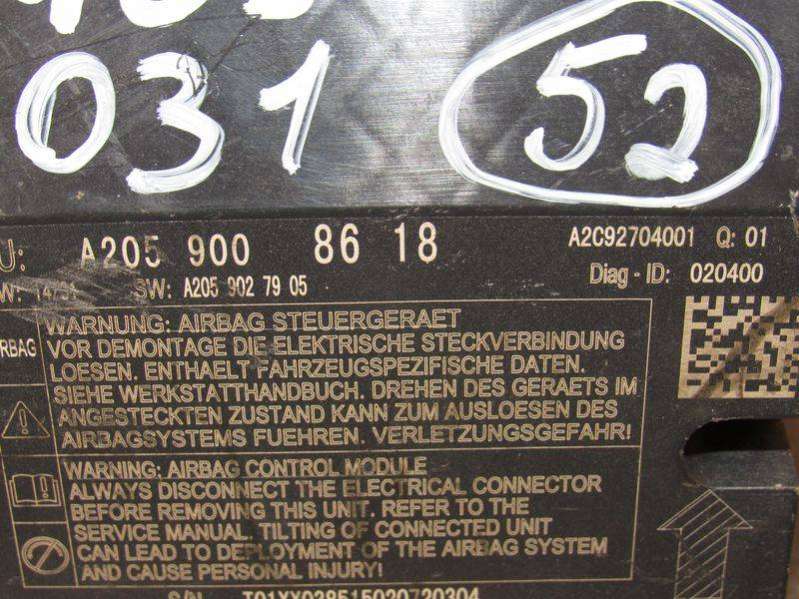 031 52
U: A205 900 86 18 A2C92704001 Q: 01
SW: A205 902 79 05 Diag - ID: 020400
WARNUNG: AIRBAG STEUERGERAET
RBAG VOR DEMONTAGE DIE ELEKTRISCHE STECKVERBINDUNG
LOESEN. ENTHAELT FAHRZEUGSPEZIFISCHE DATEN.
SIEHE WERKSTATTHANDBUCH. DREHEN DES GERAETS IM
ANGESTECKTEN ZUSTAND KANN ZUM AUSLOESEN DES
AIRBAGSYSTEMS FUEHREN. VERLETZUNGSGEFAHR!
WARNING: AIRBAG CONTROL MODULE
ALWAYS DISCONNECT THE ELECTRICAL CONNECTOR
BEFORE REMOVING THIS UNIT. REFER TO THE
SERVICE MANUAL. TILTING OF CONNECTED UNIT
CAN LEAD TO DEPLOYMENT OF THE AIRBAG SYSTEM
AND CAUSE PERSONAL INJURY!
S/N T01XX028515020720304